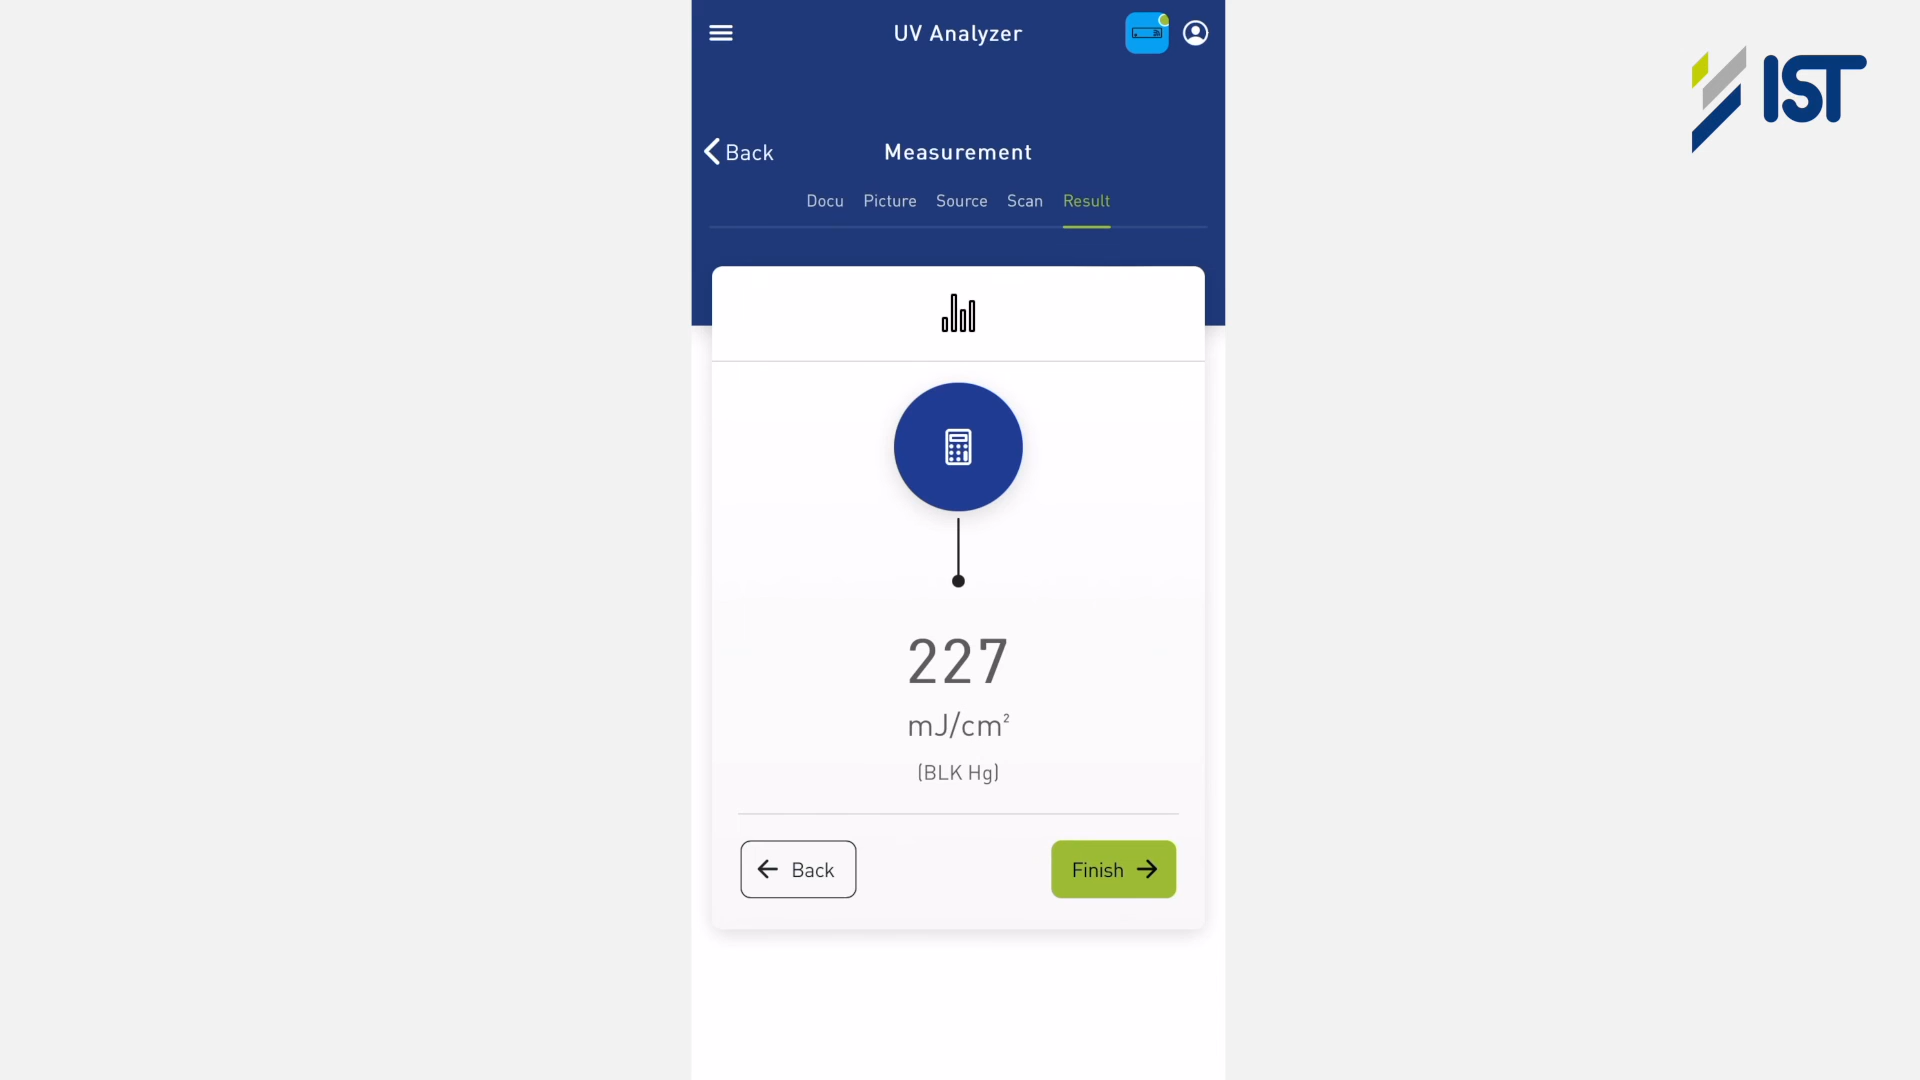 UV Analyzer
IST
Back
Measurement
Docu Picture Source Scan Result
227
mJ/cm²
(BLK Hg)
Back
Finish